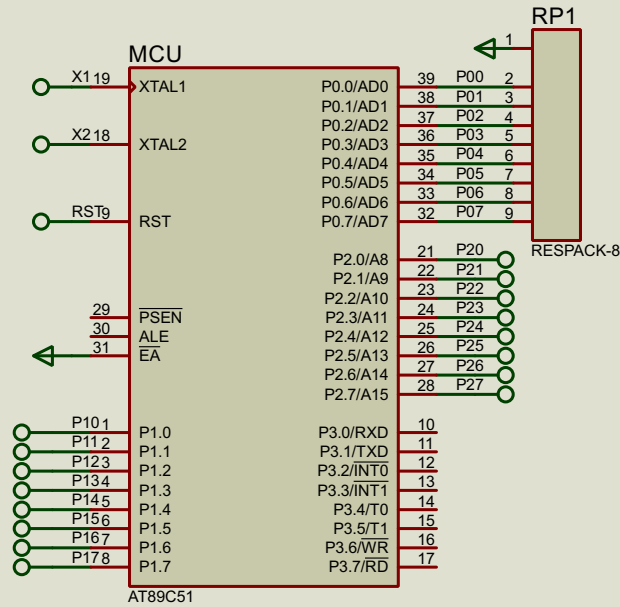 RP1
1
MCU
X1 19 XTAL1 P0.0/AD0 39 P00 2
P0.1/AD1 38 P01 3
P0.2/AD2 37 P02 4
X2 18 XTAL2 P0.3/AD3 36 P03 5
P0.4/AD4 35 P04 6
P0.5/AD5 34 P05 7
P0.6/AD6 33 P06 8
RST 9 RST P0.7/AD7 32 P07 9
RESPACK-8
P2.0/A8 21 P20
P2.1/A9 22 P21
P2.2/A10 23 P22
29 PSEN P2.3/A11 24 P23
30 ALE P2.4/A12 25 P24
31 EA P2.5/A13 26 P25
P2.6/A14 27 P26
P2.7/A15 28 P27
P10 1 P1.0 P3.0/RXD 10
P11 2 P1.1 P3.1/TXD 11
P12 3 P1.2 P3.2/INT0 12
P13 4 P1.3 P3.3/INT1 13
P14 5 P1.4 P3.4/T0 14
P15 6 P1.5 P3.5/T1 15
P16 7 P1.6 P3.6/WR 16
P17 8 P1.7 P3.7/RD 17
AT89C51